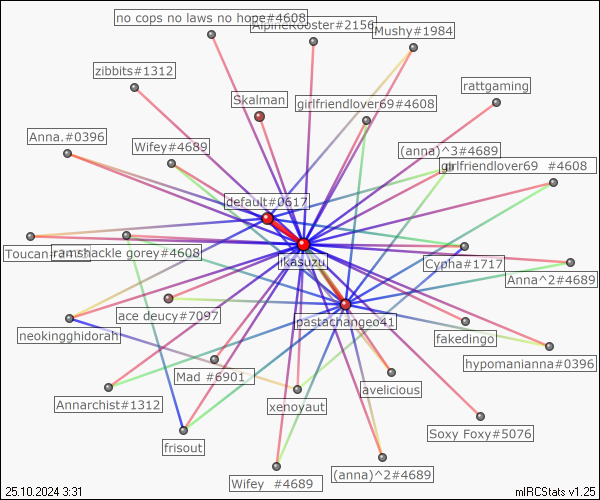 no cops no laws no hope#4608
AlpineRooster#2156
Mushy#1984
zibbits#1312
rattgaming
Skalman
girlfriendlover69#4608
Anna.#0396
Wifey#4689
(anna)^3#4689
girlfriendlover69 #4608
default#0617
Toucan
ramshackle gorey#4608
ikasuzu
Cypha#1717
Anna^2#4689
ace deucy#7097
pastachangeo41
neokingghidorah
fakedingo
hypomanianna#0396
Mad #6901
avelicious
Annarchist#1312
xenoyaut
Soxy Foxy#5076
frisout
(anna)^2#4689
Wifey #4689
25.10.2024 3:31
mIRCStats v1.25